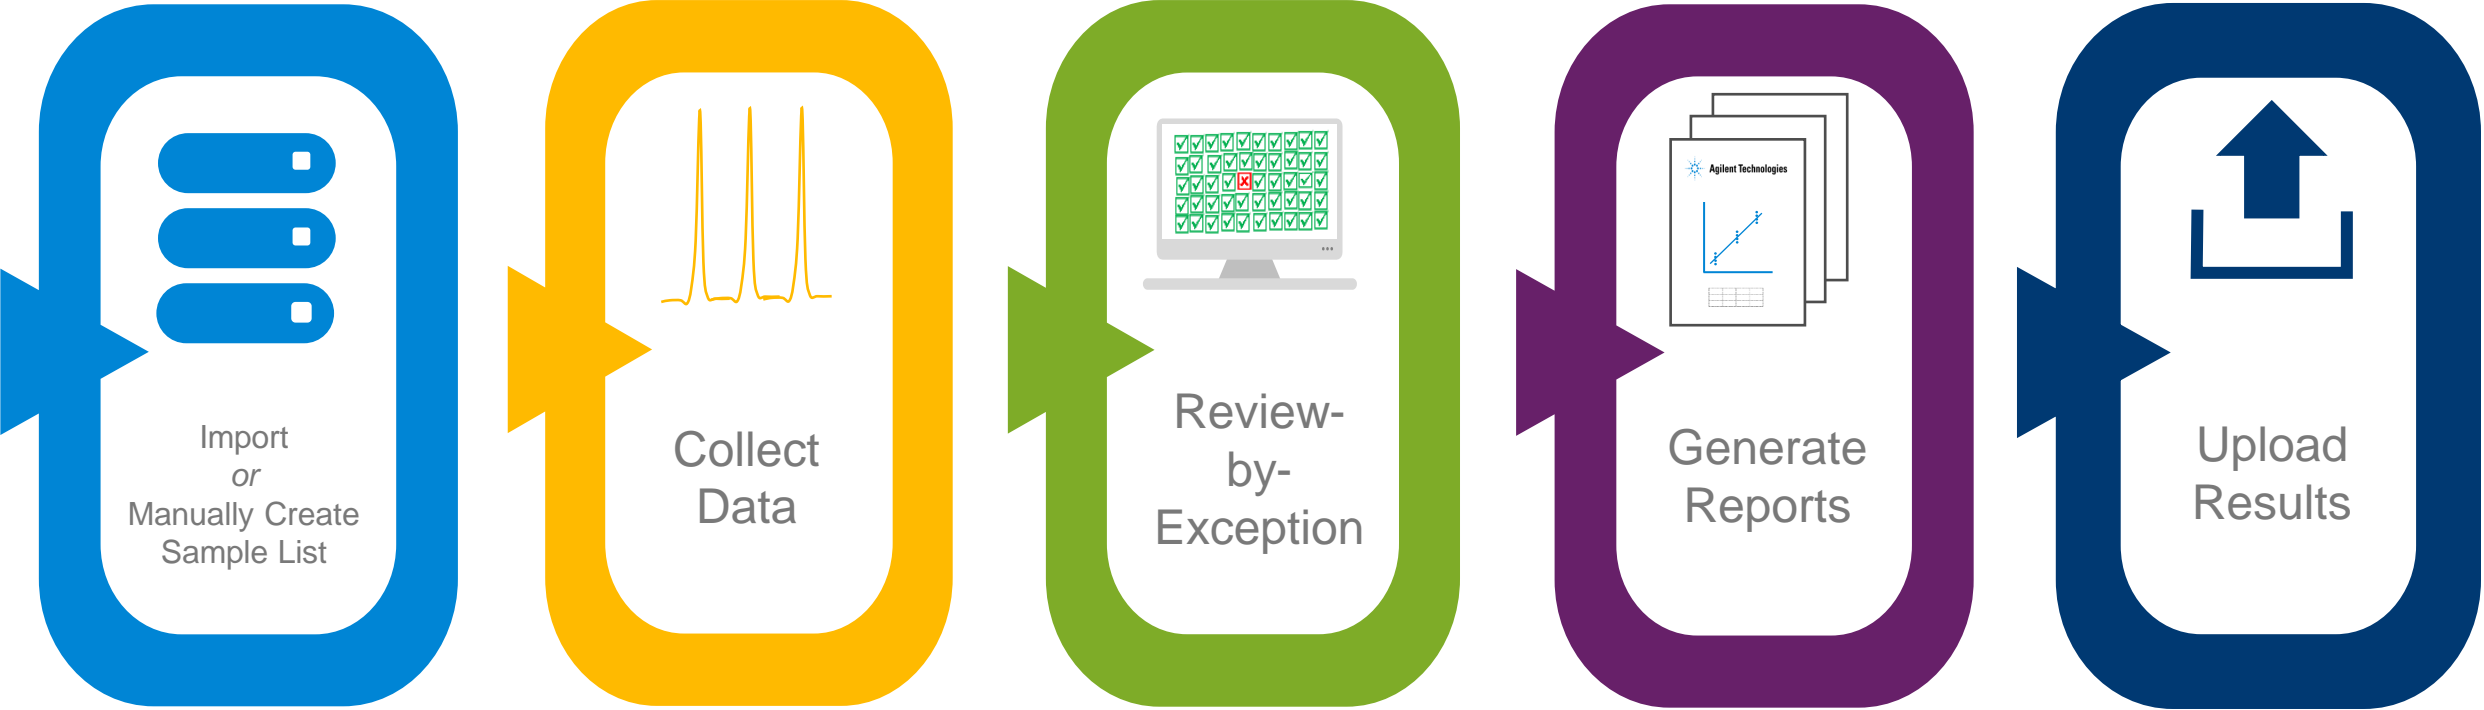 Import
or
Manually Create
Sample List
Collect
Data
Review-
by-
Exception
Agilent Technologies
Generate
Reports
Upload
Results